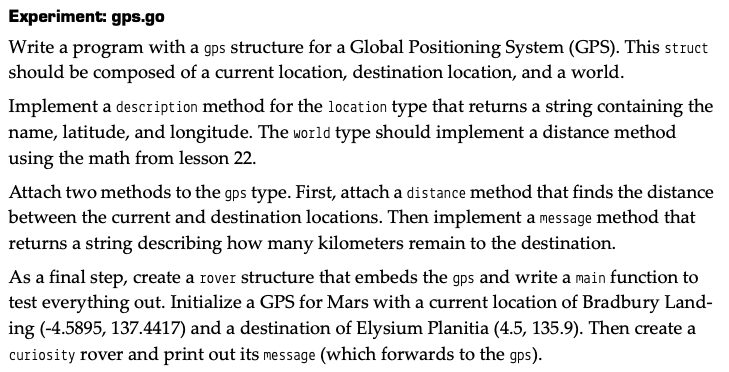 Experiment: gps.go
Write a program with a gps structure for a Global Positioning System (GPS). This struct
should be composed of a current location, destination location, and a world.
Implement a description method for the location type that returns a string containing the
name, latitude, and longitude. The world type should implement a distance method
using the math from lesson 22.
Attach two methods to the gps type. First, attach a distance method that finds the distance
between the current and destination locations. Then implement a message method that
returns a string describing how many kilometers remain to the destination.
As a final step, create a rover structure that embeds the gps and write a main function to
test everything out. Initialize a GPS for Mars with a current location of Bradbury Land-
ing (-4.5895, 137.4417) and a destination of Elysium Planitia (4.5, 135.9). Then create a
curiosity rover and print out its message (which forwards to the gps).